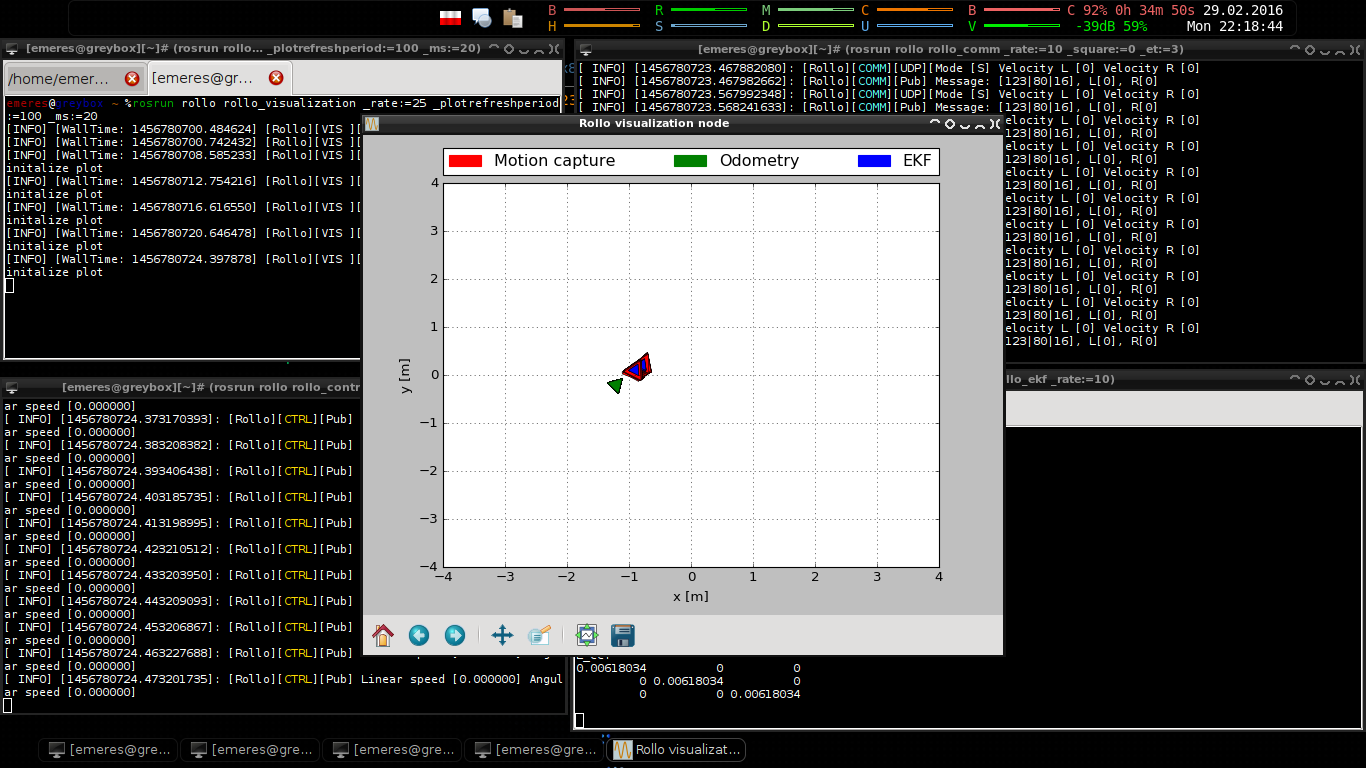 B R M C B C 92% 0h 34m 50s 29.02.2016
H S D U V -39dB 59% Mon 22:18:44
[emeres@greybox][~]# (rosrun rollo... _plotrefreshperiod:=100 _ms:=20)
/home/emer... [emeres@gr...
emeres@greybox ~ %rosrun rollo rollo_visualization _rate:=25 _plotrefreshperiod
:=100 _ms:=20
[INFO] [WallTime: 1456780700.484624] [Rollo][VIS ][
[INFO] [WallTime: 1456780700.742432] [Rollo][VIS ][
[INFO] [WallTime: 1456780708.585233] [Rollo][VIS ][
initalize plot
[INFO] [WallTime: 1456780712.754216] [Rollo][VIS ][
initalize plot
[INFO] [WallTime: 1456780716.616550] [Rollo][VIS ][
initalize plot
[INFO] [WallTime: 1456780720.646478] [Rollo][VIS ][
initalize plot
[INFO] [WallTime: 1456780724.397878] [Rollo][VIS ][
initalize plot
[emeres@greybox][~]# (rosrun rollo rollo_comm _rate:=10 _square:=0 _et:=3)
[ INFO] [1456780723.467882080]: [Rollo][COMM][UDP][Mode [S] Velocity L [0] Velocity R [0]
[ INFO] [1456780723.467982662]: [Rollo][COMM][Pub] Message: [123|80|16], L[0], R[0]
[ INFO] [1456780723.567992348]: [Rollo][COMM][UDP][Mode [S] Velocity L [0] Velocity R [0]
[ INFO] [1456780723.568241633]: [Rollo][COMM][Pub] Message: [123|80|16], L[0], R[0]
elocity L [0] Velocity R [0]
123|80|16], L[0], R[0]
elocity L [0] Velocity R [0]
123|80|16], L[0], R[0]
elocity L [0] Velocity R [0]
123|80|16], L[0], R[0]
elocity L [0] Velocity R [0]
123|80|16], L[0], R[0]
elocity L [0] Velocity R [0]
123|80|16], L[0], R[0]
elocity L [0] Velocity R [0]
123|80|16], L[0], R[0]
elocity L [0] Velocity R [0]
123|80|16], L[0], R[0]
elocity L [0] Velocity R [0]
123|80|16], L[0], R[0]
elocity L [0] Velocity R [0]
123|80|16], L[0], R[0]
Rollo visualization node
Motion capture Odometry EKF
4
3
2
1
0
−1
−2
−3
−4
y [m]
−4 −3 −2 −1 0 1 2 3 4
x [m]
[emeres@greybox][~]# (rosrun rollo rollo_contr
ar speed [0.000000]
[ INFO] [1456780724.373170393]: [Rollo][CTRL][Pub]
ar speed [0.000000]
[ INFO] [1456780724.383208382]: [Rollo][CTRL][Pub]
ar speed [0.000000]
[ INFO] [1456780724.393406438]: [Rollo][CTRL][Pub]
ar speed [0.000000]
[ INFO] [1456780724.403185735]: [Rollo][CTRL][Pub]
ar speed [0.000000]
[ INFO] [1456780724.413198995]: [Rollo][CTRL][Pub]
ar speed [0.000000]
[ INFO] [1456780724.423210512]: [Rollo][CTRL][Pub]
ar speed [0.000000]
[ INFO] [1456780724.433203950]: [Rollo][CTRL][Pub]
ar speed [0.000000]
[ INFO] [1456780724.443209093]: [Rollo][CTRL][Pub]
ar speed [0.000000]
[ INFO] [1456780724.453206867]: [Rollo][CTRL][Pub]
ar speed [0.000000]
[ INFO] [1456780724.463227688]: [Rollo][CTRL][Pub]
ar speed [0.000000]
[ INFO] [1456780724.473201735]: [Rollo][CTRL][Pub] Linear speed [0.000000] Angul
ar speed [0.000000]
llo_ekf _rate:=10)
0.00618034 0 0
0 0.00618034 0
0 0 0.00618034
[emeres@gre... [emeres@gre... [emeres@gre... [emeres@gre... Rollo visualizat...